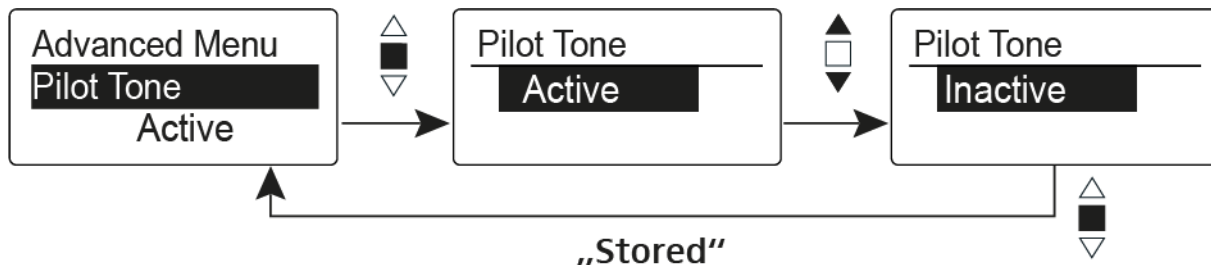 Advanced Menu
Pilot Tone
Active
Pilot Tone
Active
Pilot Tone
Inactive
„Stored“